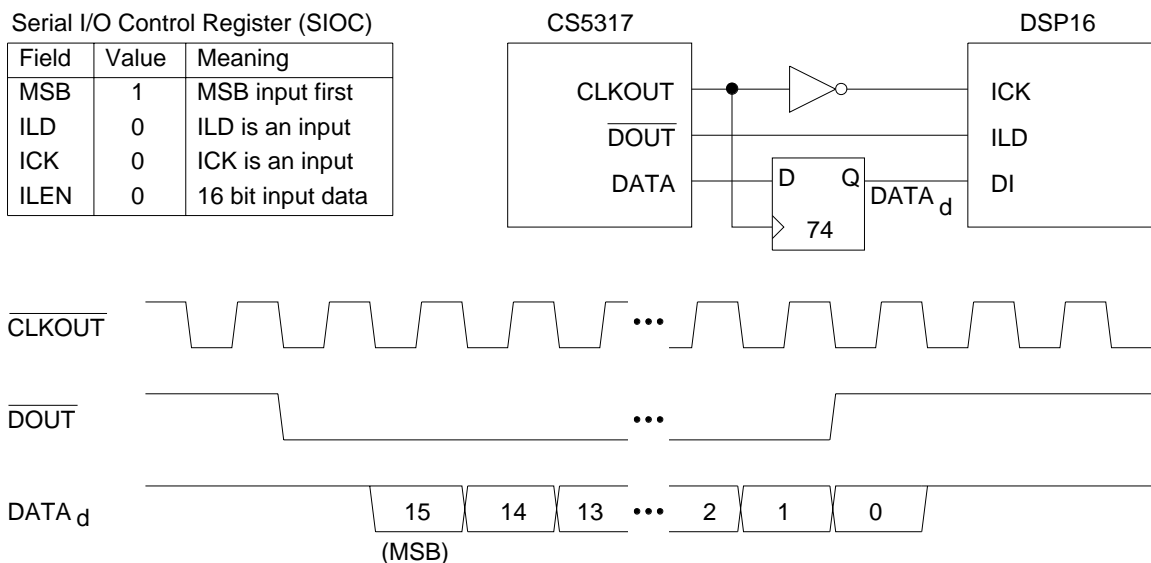 Serial I/O Control Register (SIOC)
Field Value Meaning
MSB 1 MSB input first
ILD 0 ILD is an input
ICK 0 ICK is an input
ILEN 0 16 bit input data
CS5317
DSP16
CLKOUT
ICK
DOUT
ILD
DATA
D Q
DATA d
DI
74
CLKOUT
•••
DOUT
•••
DATA d
15 14 13 ••• 2 1 0
(MSB)